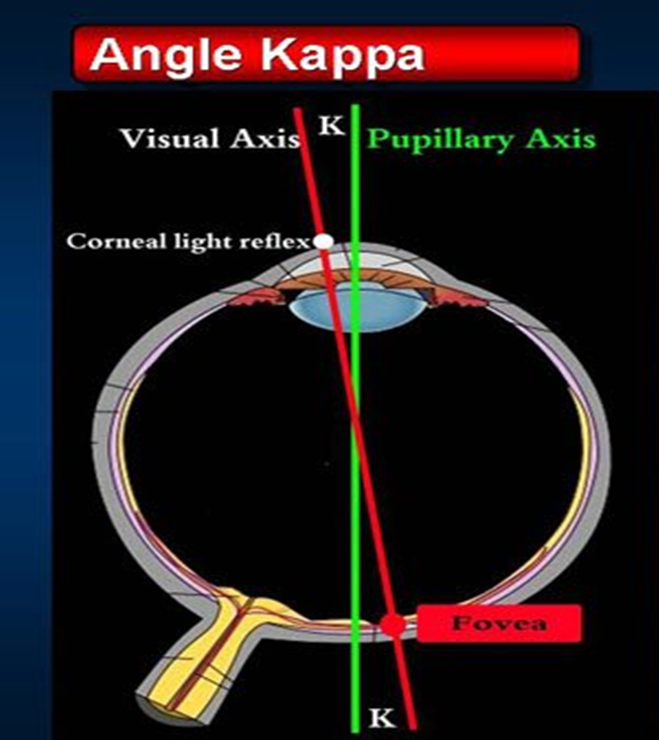 Angle Kappa
K
Visual Axis
Pupillary Axis
Corneal light reflex
Fovea
K